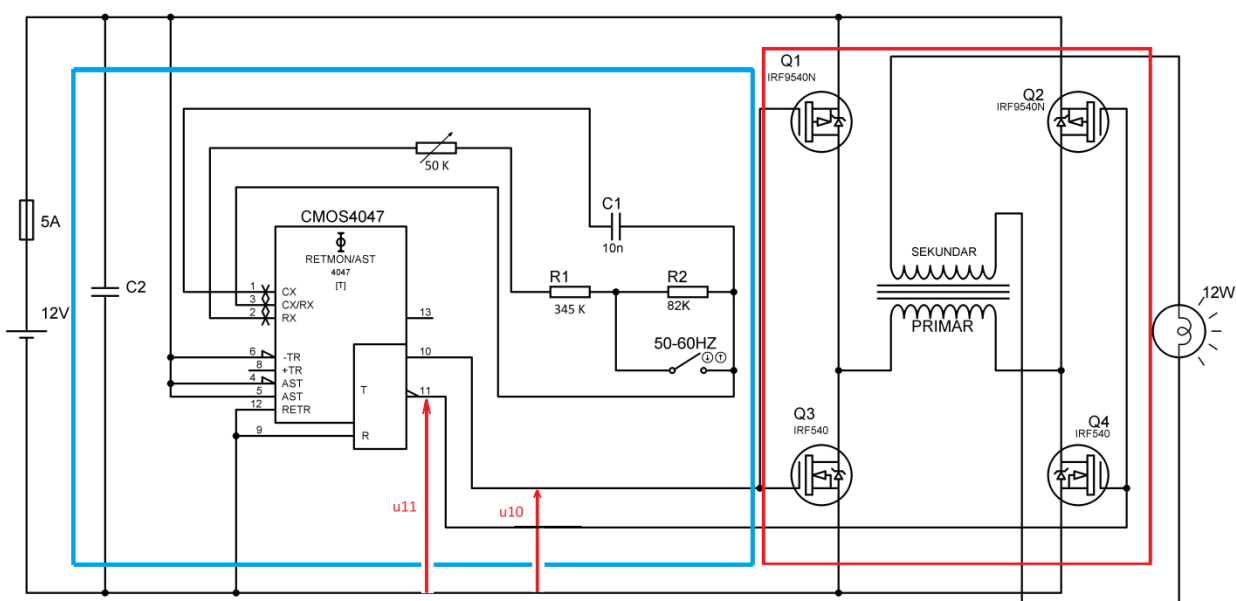 5A
12V
C2
CMOS4047
Φ
RETMON/AST
4047
[T]
1
CX
3
CX/RX
2
RX
6
-TR
8
+TR
4
AST
5
AST
12
RETR
9
R
T
13
10
11
50 K
C1
10n
R1
345 K
R2
82K
50-60HZ
u11
u10
Q1
IRF9540N
Q2
IRF9540N
SEKUNDAR
PRIMAR
Q3
IRF540
Q4
IRF540
12W